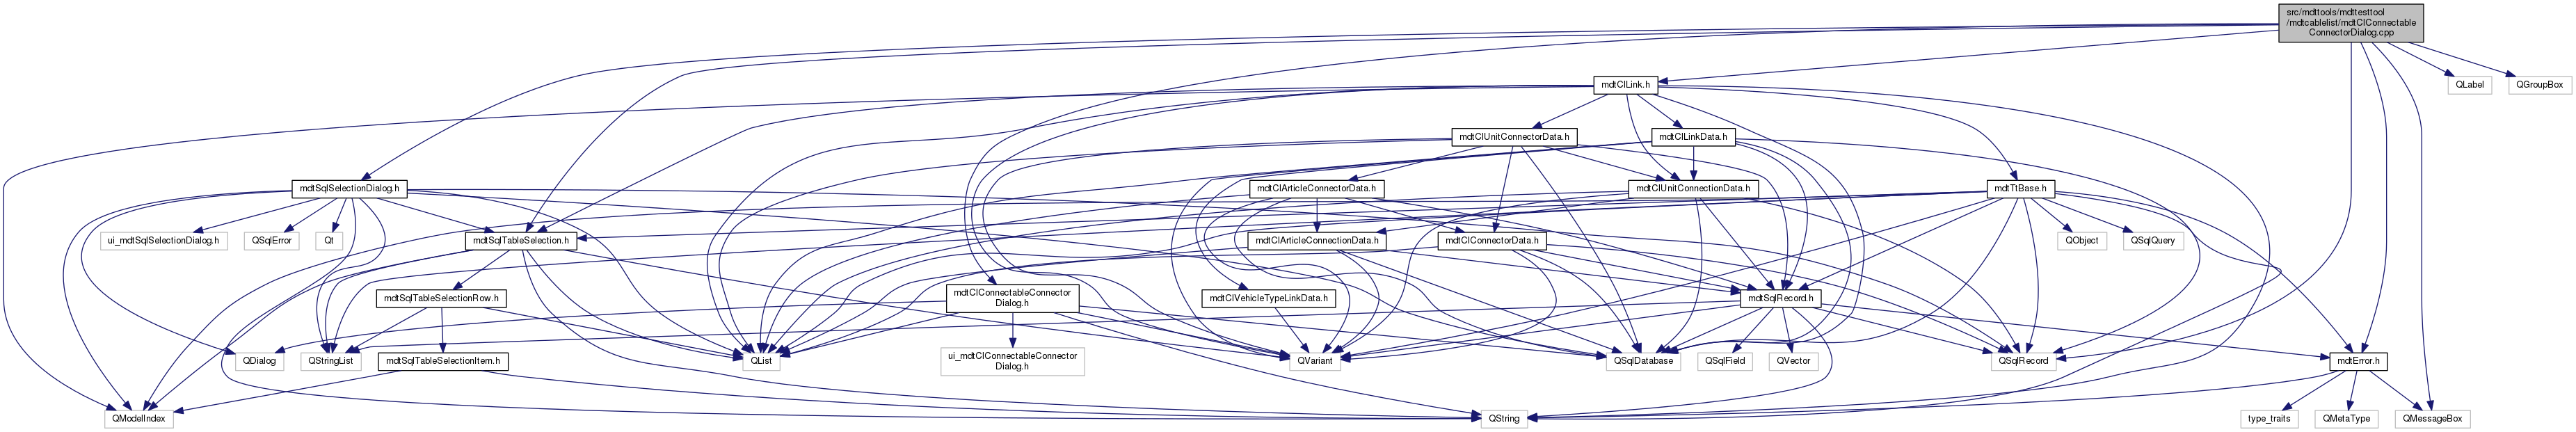 src/mdttools/mdttesttool
/mdtcablelist/mdtClConnectable
ConnectorDialog.cpp
mdtClLink.h
QLabel
QGroupBox
mdtClUnitConnectorData.h
mdtClLinkData.h
mdtSqlSelectionDialog.h
mdtClArticleConnectorData.h
mdtClUnitConnectionData.h
mdtTtBase.h
ui_mdtSqlSelectionDialog.h
QSqlError
Qt
mdtSqlTableSelection.h
mdtClArticleConnectionData.h
mdtClConnectorData.h
QObject
QSqlQuery
mdtSqlTableSelectionRow.h
mdtClConnectableConnector
Dialog.h
mdtClVehicleTypeLinkData.h
mdtSqlRecord.h
QDialog
QStringList
mdtSqlTableSelectionItem.h
QList
ui_mdtClConnectableConnector
Dialog.h
QVariant
QSqlDatabase
QSqlField
QVector
QSqlRecord
mdtError.h
QModelIndex
QString
type_traits
QMetaType
QMessageBox